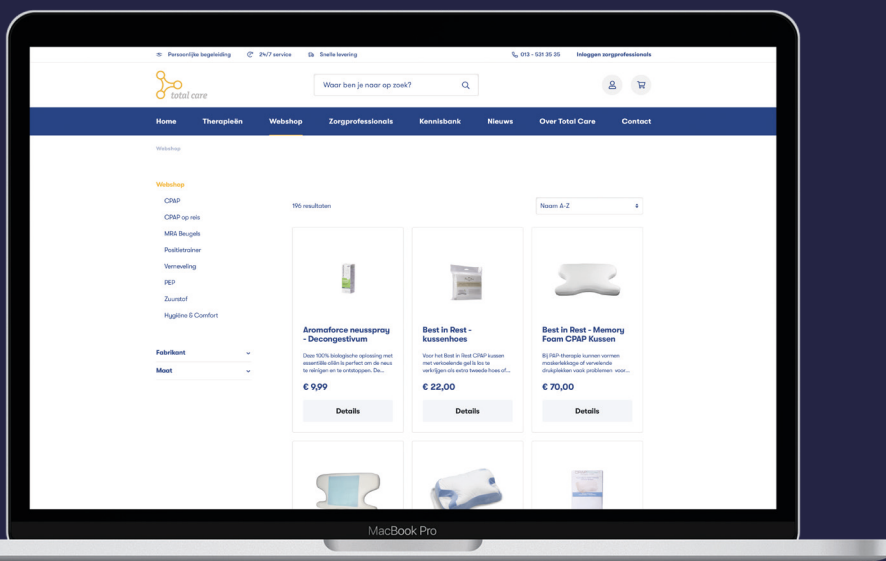 Persoonlijke begeleiding 24/7 service Snelle levering 013 - 531 35 35 Inloggen zorgprofessionals
total care
Waar ben je naar op zoek?
Home Therapieën Webshop Zorgprofessionals Kennisbank Nieuws Over Total Care Contact
Webshop
Webshop
CPAP
CPAP op reis
MRA Beugels
Positietrainer
Verneveling
PEP
Zuurstof
Hygiëne & Comfort
Fabrikant
Maat
196 resultaten
Naam A-Z
Aromaforce neusspray
- Decongestivum
Deze 100% biologische oplossing met
essentiële oliën is perfect om de neus
te reinigen en te ontstoppen. De...
€ 9,99
Details
Best in Rest -
kussenhoes
Voor het Best in Rest CPAP kussen
met verkoelende gel is los te
verkrijgen als extra tweede hoes of...
€ 22,00
Details
Best in Rest - Memory
Foam CPAP Kussen
Bij PAP-therapie kunnen vormen
maskerlekkage of vervelende
drukplekken vaak problemen voor...
€ 70,00
Details
MacBook Pro